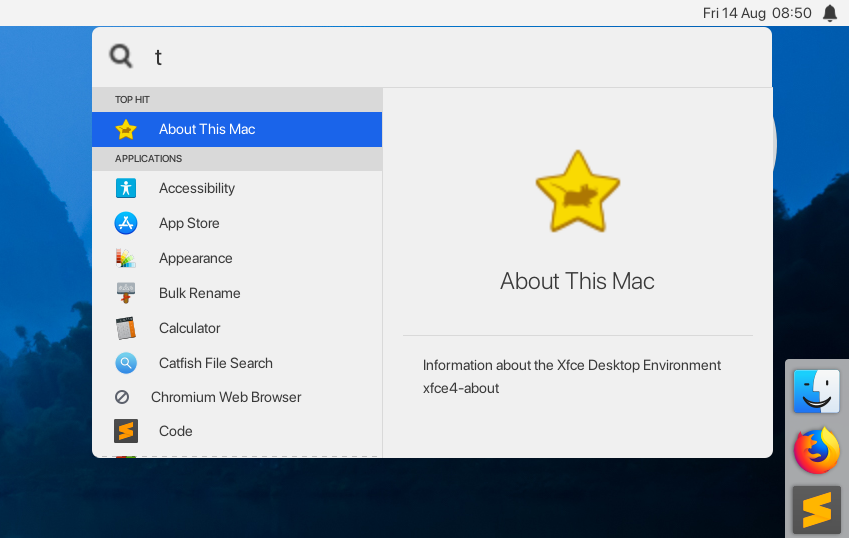 Fri 14 Aug 08:50
t
TOP HIT
About This Mac
APPLICATIONS
Accessibility
App Store
Appearance
Bulk Rename
Calculator
Catfish File Search
Chromium Web Browser
Code
About This Mac
Information about the Xfce Desktop Environment
xfce4-about